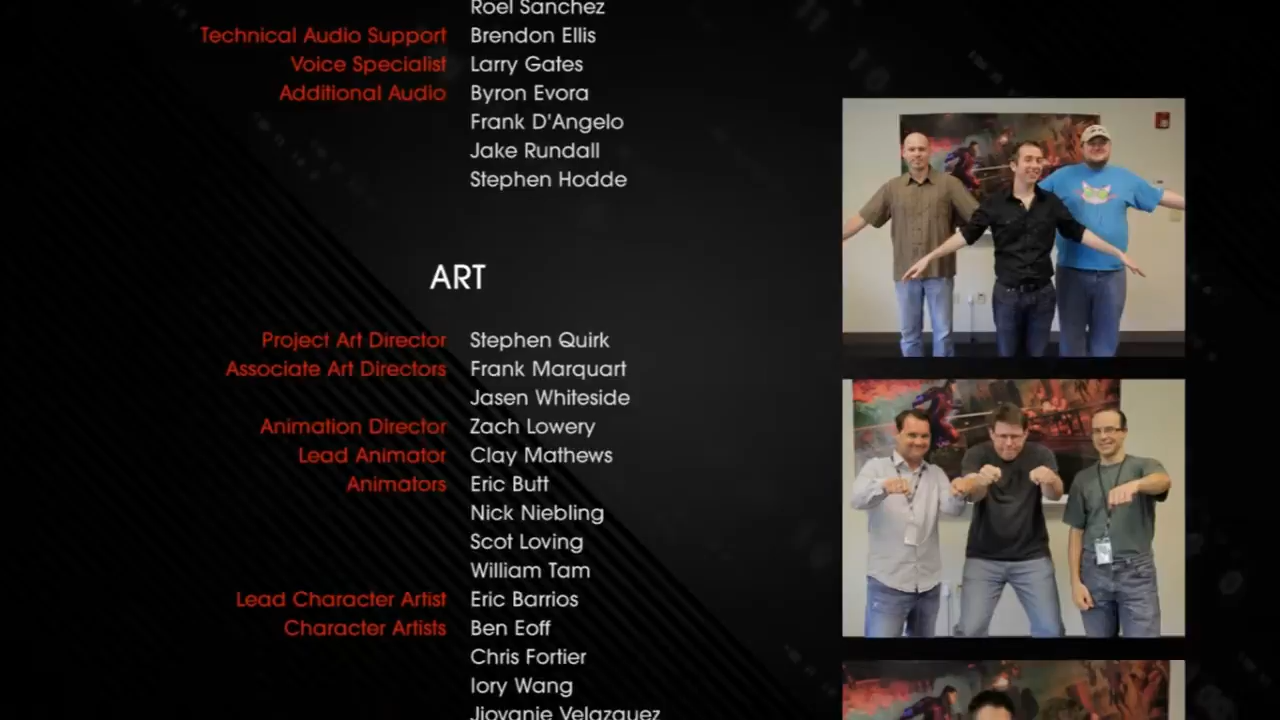 Roel Sanchez
Technical Audio Support Brendon Ellis
Voice Specialist Larry Gates
Additional Audio Byron Evora
Frank D'Angelo
Jake Rundall
Stephen Hodde
ART
Project Art Director Stephen Quirk
Associate Art Directors Frank Marquart
Jasen Whiteside
Animation Director Zach Lowery
Lead Animator Clay Mathews
Animators Eric Butt
Nick Niebling
Scot Loving
William Tam
Lead Character Artist Eric Barrios
Character Artists Ben Eoff
Chris Fortier
Iory Wang
Jiovanie Velazquez